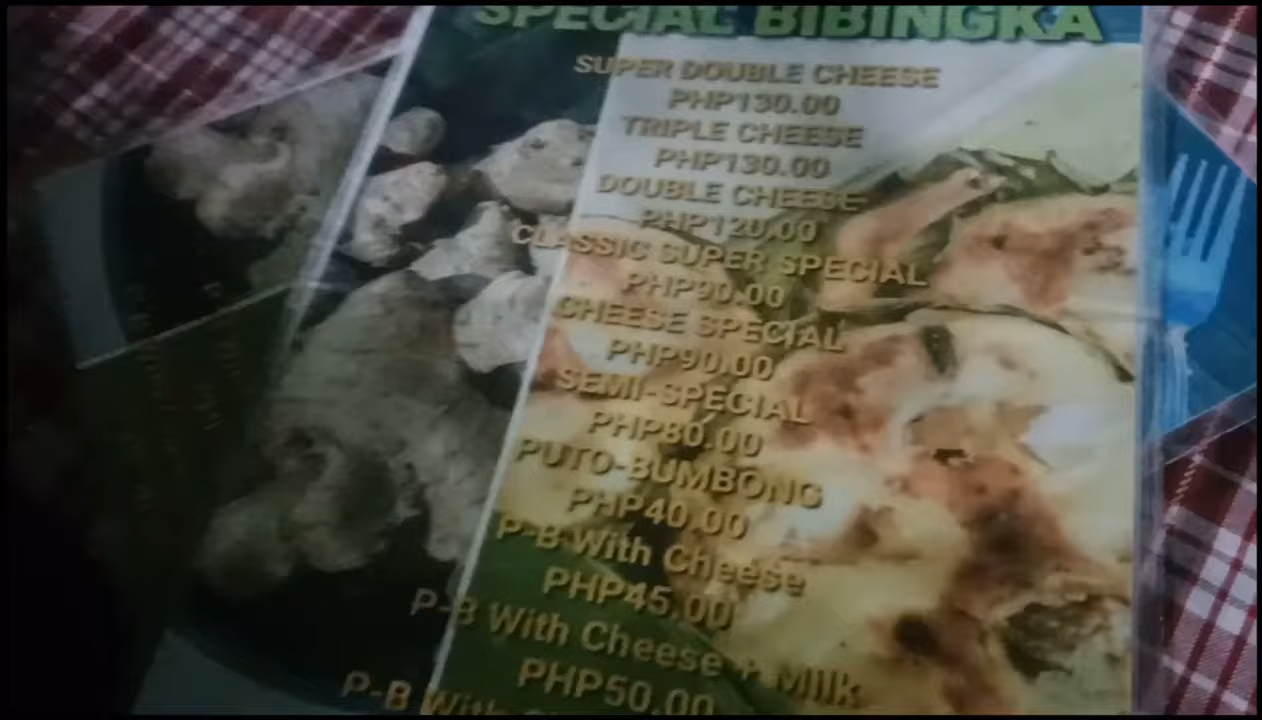 SPECIAL BIBINGKA
SUPER DOUBLE CHEESE
PHP130.00
TRIPLE CHEESE
PHP130.00
DOUBLE CHEESE
PHP120.00
CLASSIC SUPER SPECIAL
PHP90.00
CHEESE SPECIAL
PHP90.00
SEMI-SPECIAL
PHP80.00
PUTO-BUMBONG
PHP40.00
P-B With Cheese
PHP45.00
P-B With Cheese + Milk
PHP50.00
P-B With